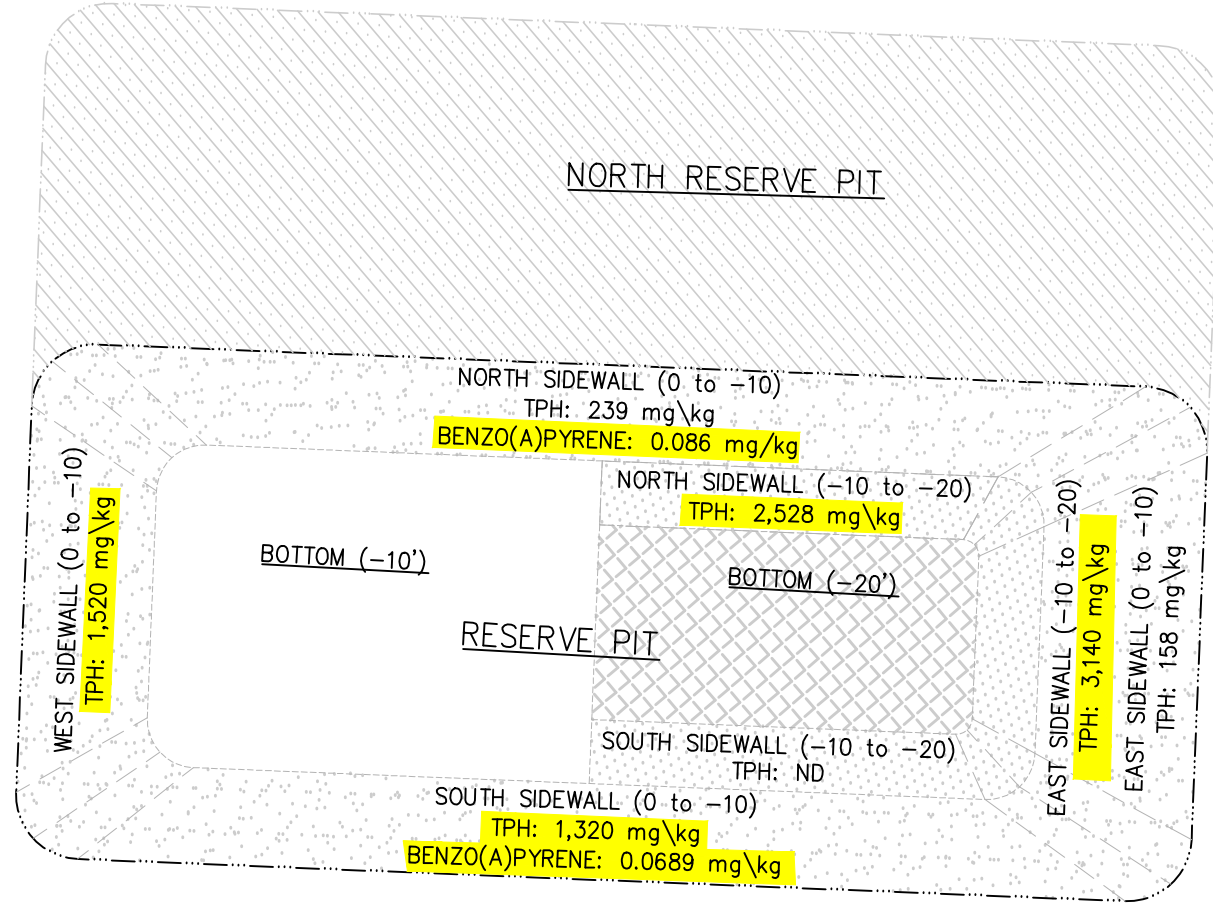 NORTH RESERVE PIT
NORTH SIDEWALL (0 to -10)
TPH: 239 mg\kg
BENZO(A)PYRENE: 0.086 mg/kg
NORTH SIDEWALL (-10 to -20)
TPH: 2,528 mg\kg
WEST SIDEWALL (0 to -10)
TPH: 1,520 mg\kg
BOTTOM (-10')
BOTTOM (-20')
RESERVE PIT
EAST SIDEWALL (-10 to -20)
TPH: 3,140 mg\kg
EAST SIDEWALL (0 to -10)
TPH: 158 mg\kg
SOUTH SIDEWALL (-10 to -20)
TPH: ND
SOUTH SIDEWALL (0 to -10)
TPH: 1,320 mg\kg
BENZO(A)PYRENE: 0.0689 mg\kg